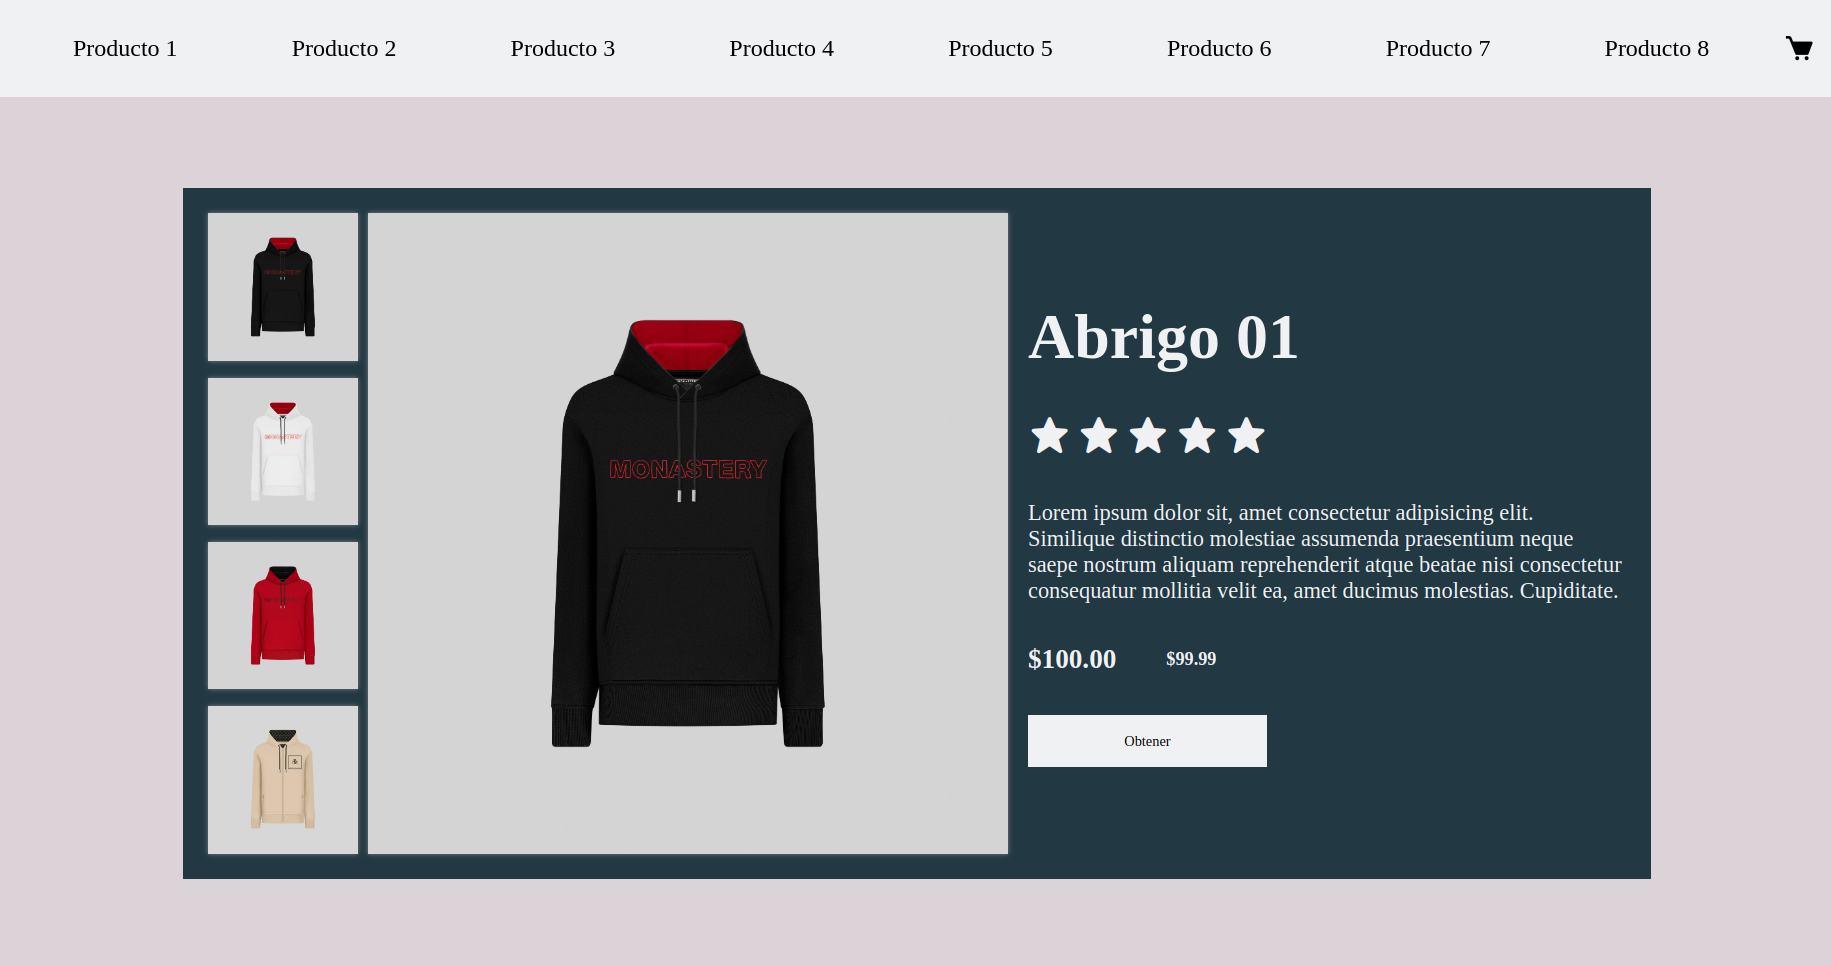 Producto 1 Producto 2 Producto 3 Producto 4 Producto 5 Producto 6 Producto 7 Producto 8
Abrigo 01
MONASTERY
Lorem ipsum dolor sit, amet consectetur adipisicing elit.
Similique distinctio molestiae assumenda praesentium neque
saepe nostrum aliquam reprehenderit atque beatae nisi consectetur
consequatur mollitia velit ea, amet ducimus molestias. Cupiditate.
$100.00 $99.99
Obtener